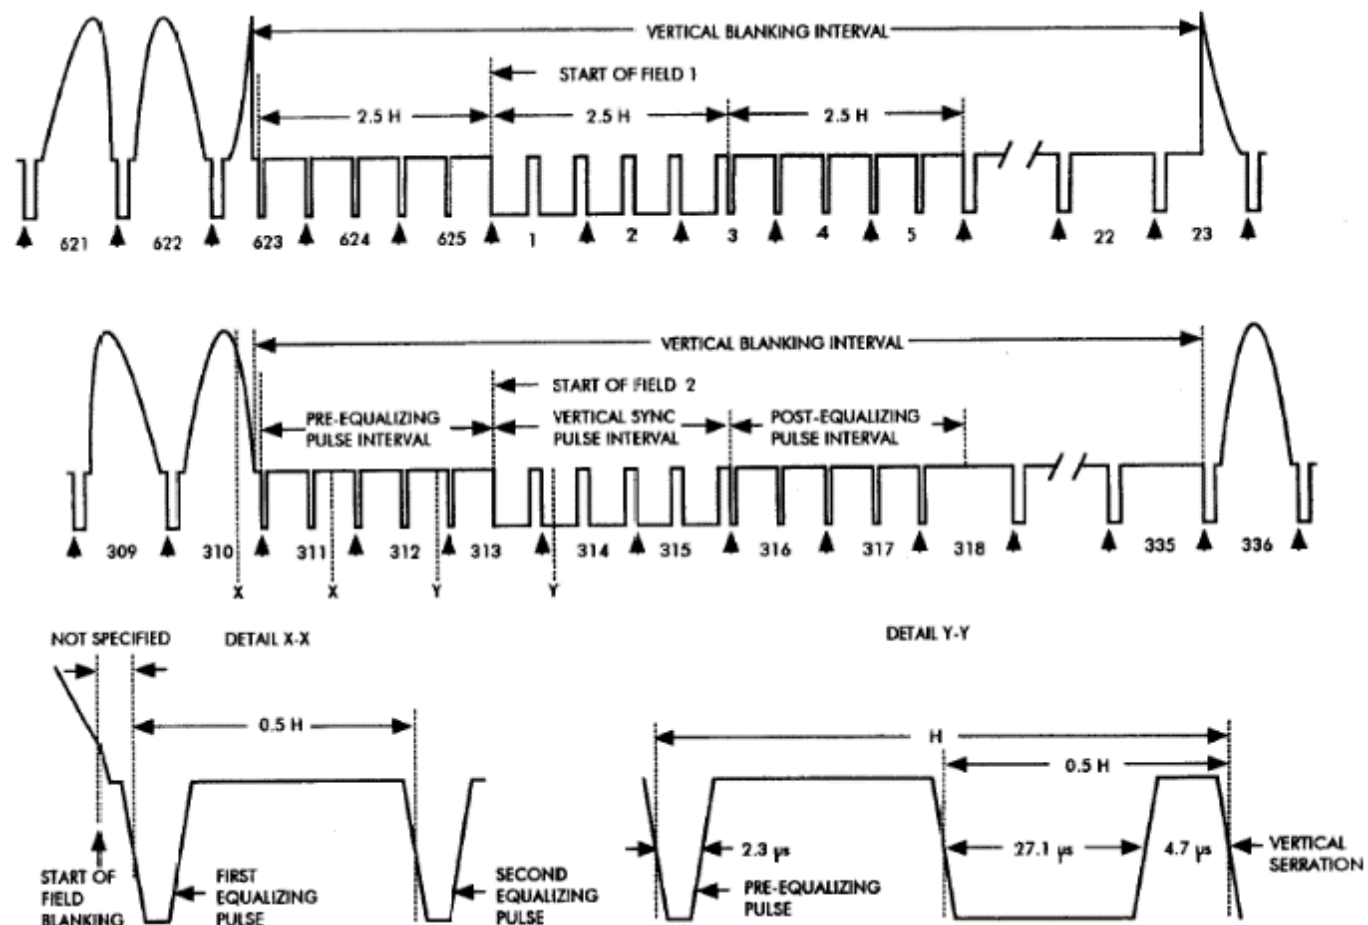 VERTICAL BLANKING INTERVAL
START OF FIELD 1
2.5 H 2.5 H 2.5 H
621 622 623 624 625 1 2 3 4 5 22 23
VERTICAL BLANKING INTERVAL
START OF FIELD 2
PRE-EQUALIZING VERTICAL SYNC POST-EQUALIZING
PULSE INTERVAL PULSE INTERVAL PULSE INTERVAL
309 310 311 312 313 314 315 316 317 318 335 336
X X Y Y
NOT SPECIFIED DETAIL X-X DETAIL Y-Y
0.5 H H
0.5 H
2.3 µs 27.1 µs 4.7 µs VERTICAL
SERRATION
START OF FIRST SECOND PRE-EQUALIZING
FIELD EQUALIZING EQUALIZING PULSE
BLANKING PULSE PULSE